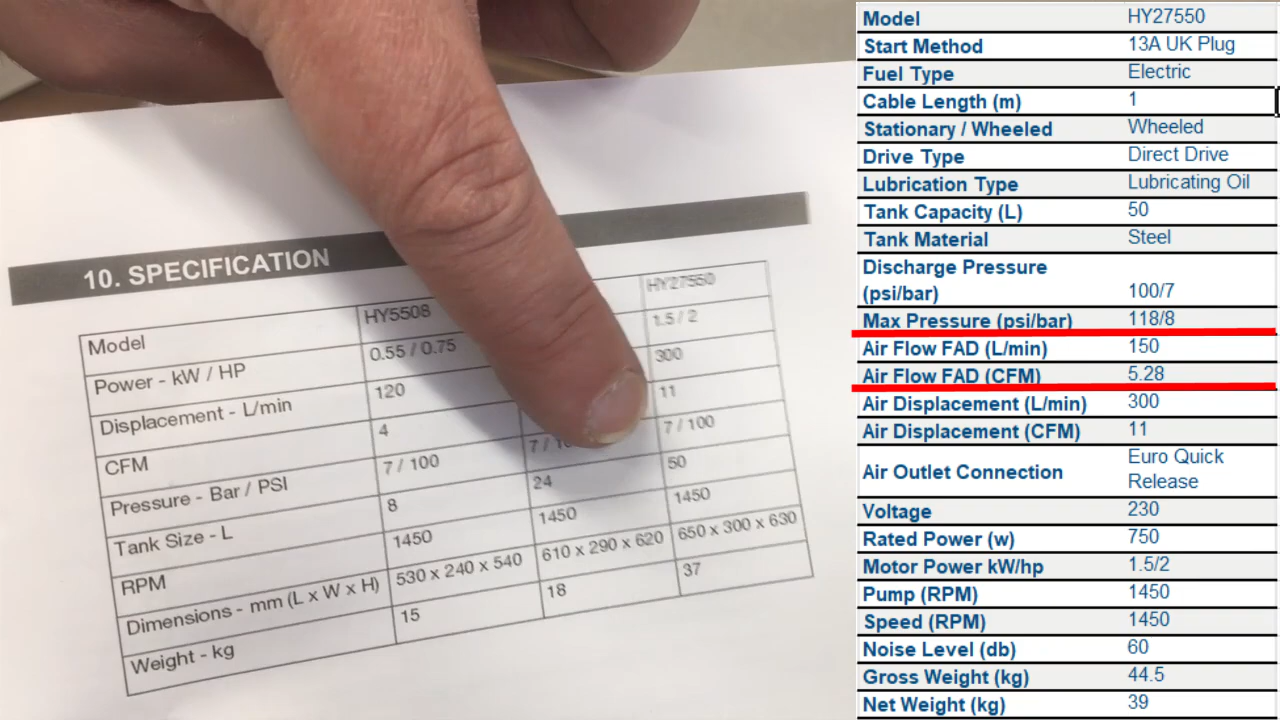 10. SPECIFICATION
Model HY5508 HY27550
Power - kW / HP 0.55 / 0.75 1.5 / 2
Displacement - L/min 120 300
CFM 4 11
Pressure - Bar / PSI 7 / 100 7 / 100
Tank Size - L 8 24 50
RPM 1450 1450 1450
Dimensions - mm (L x W x H) 530 x 240 x 540 610 x 290 x 620 650 x 300 x 630
Weight - kg 15 18 37
Model HY27550
Start Method 13A UK Plug
Fuel Type Electric
Cable Length (m) 1
Stationary / Wheeled Wheeled
Drive Type Direct Drive
Lubrication Type Lubricating Oil
Tank Capacity (L) 50
Tank Material Steel
Discharge Pressure
(psi/bar) 100/7
Max Pressure (psi/bar) 118/8
Air Flow FAD (L/min) 150
Air Flow FAD (CFM) 5.28
Air Displacement (L/min) 300
Air Displacement (CFM) 11
Air Outlet Connection Euro Quick
Release
Voltage 230
Rated Power (w) 750
Motor Power kW/hp 1.5/2
Pump (RPM) 1450
Speed (RPM) 1450
Noise Level (db) 60
Gross Weight (kg) 44.5
Net Weight (kg) 39